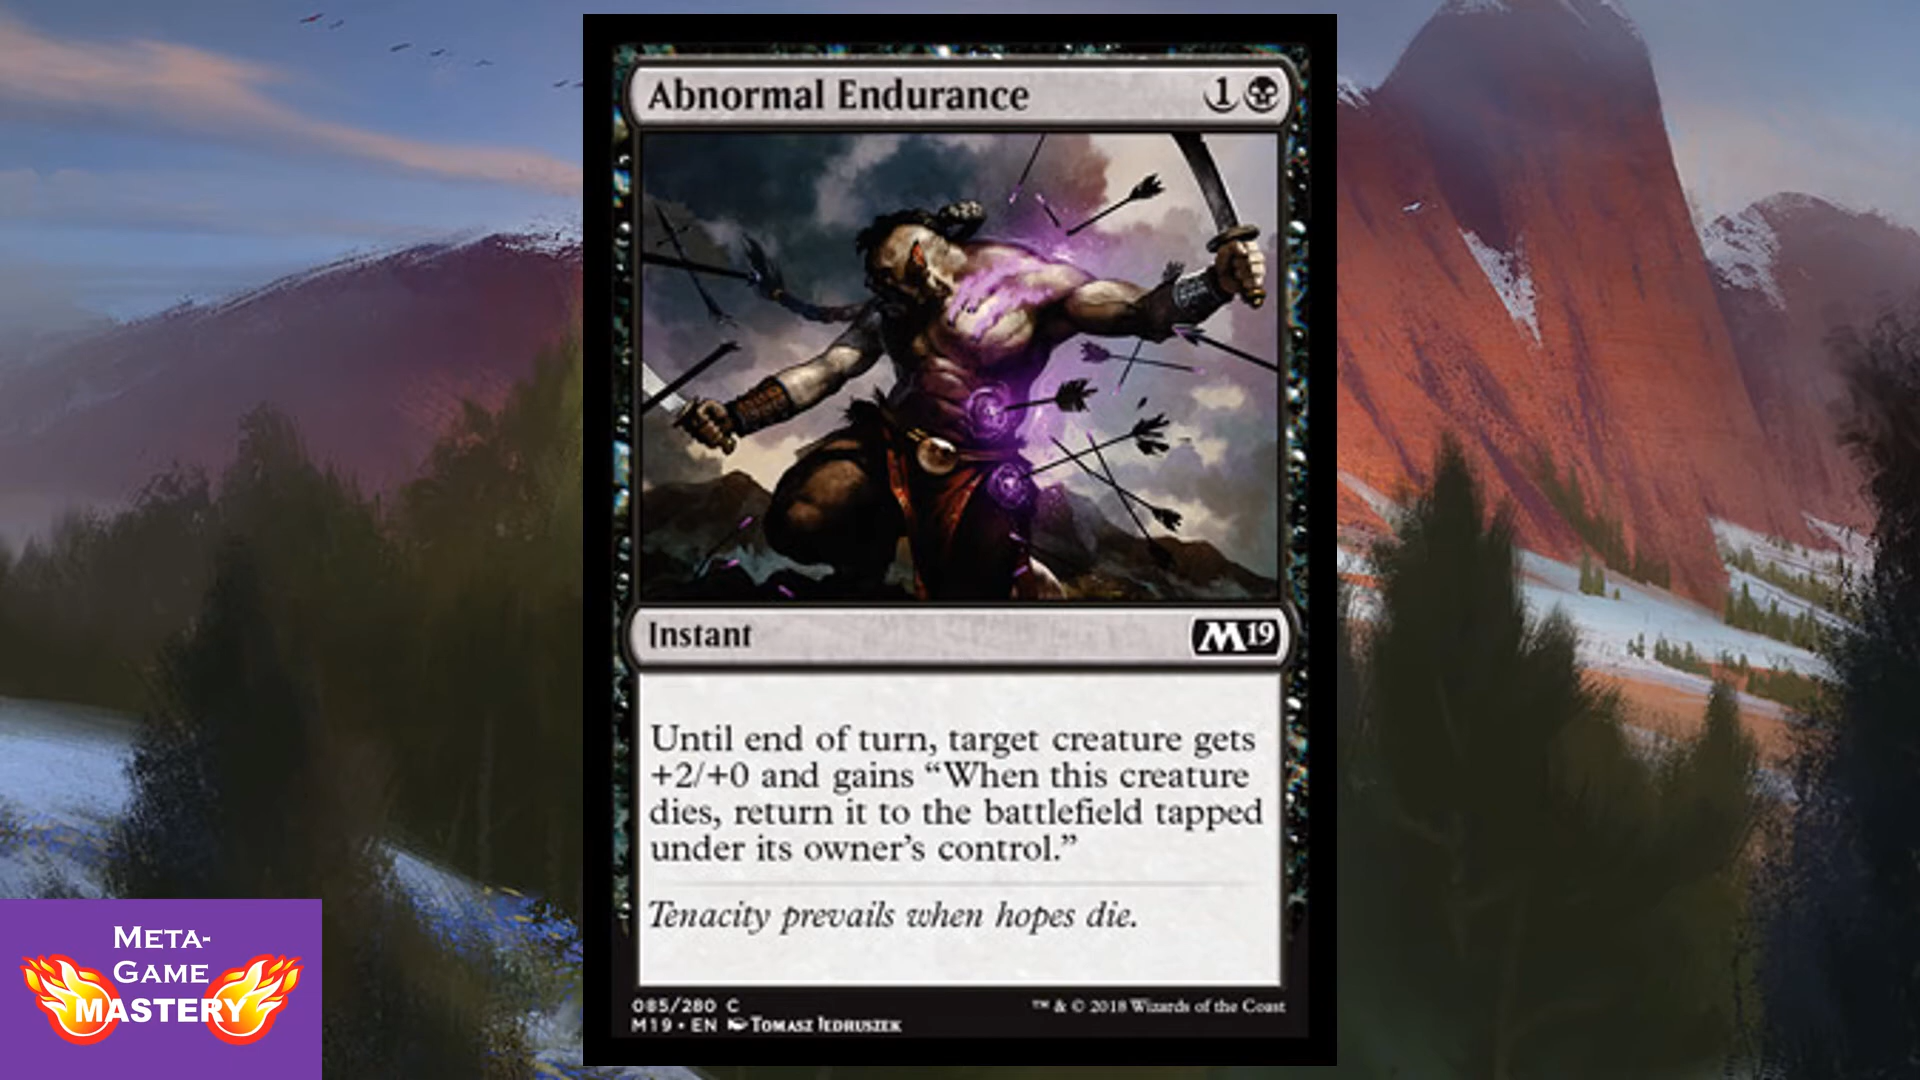 Abnormal Endurance 1
Instant M19
Until end of turn, target creature gets
+2/+0 and gains “When this creature
dies, return it to the battlefield tapped
under its owner’s control.”
Tenacity prevails when hopes die.
085/280 C ™ & © 2018 Wizards of the Coast
M19 • EN Tomasz Jedruszek
META-
GAME
MASTERY